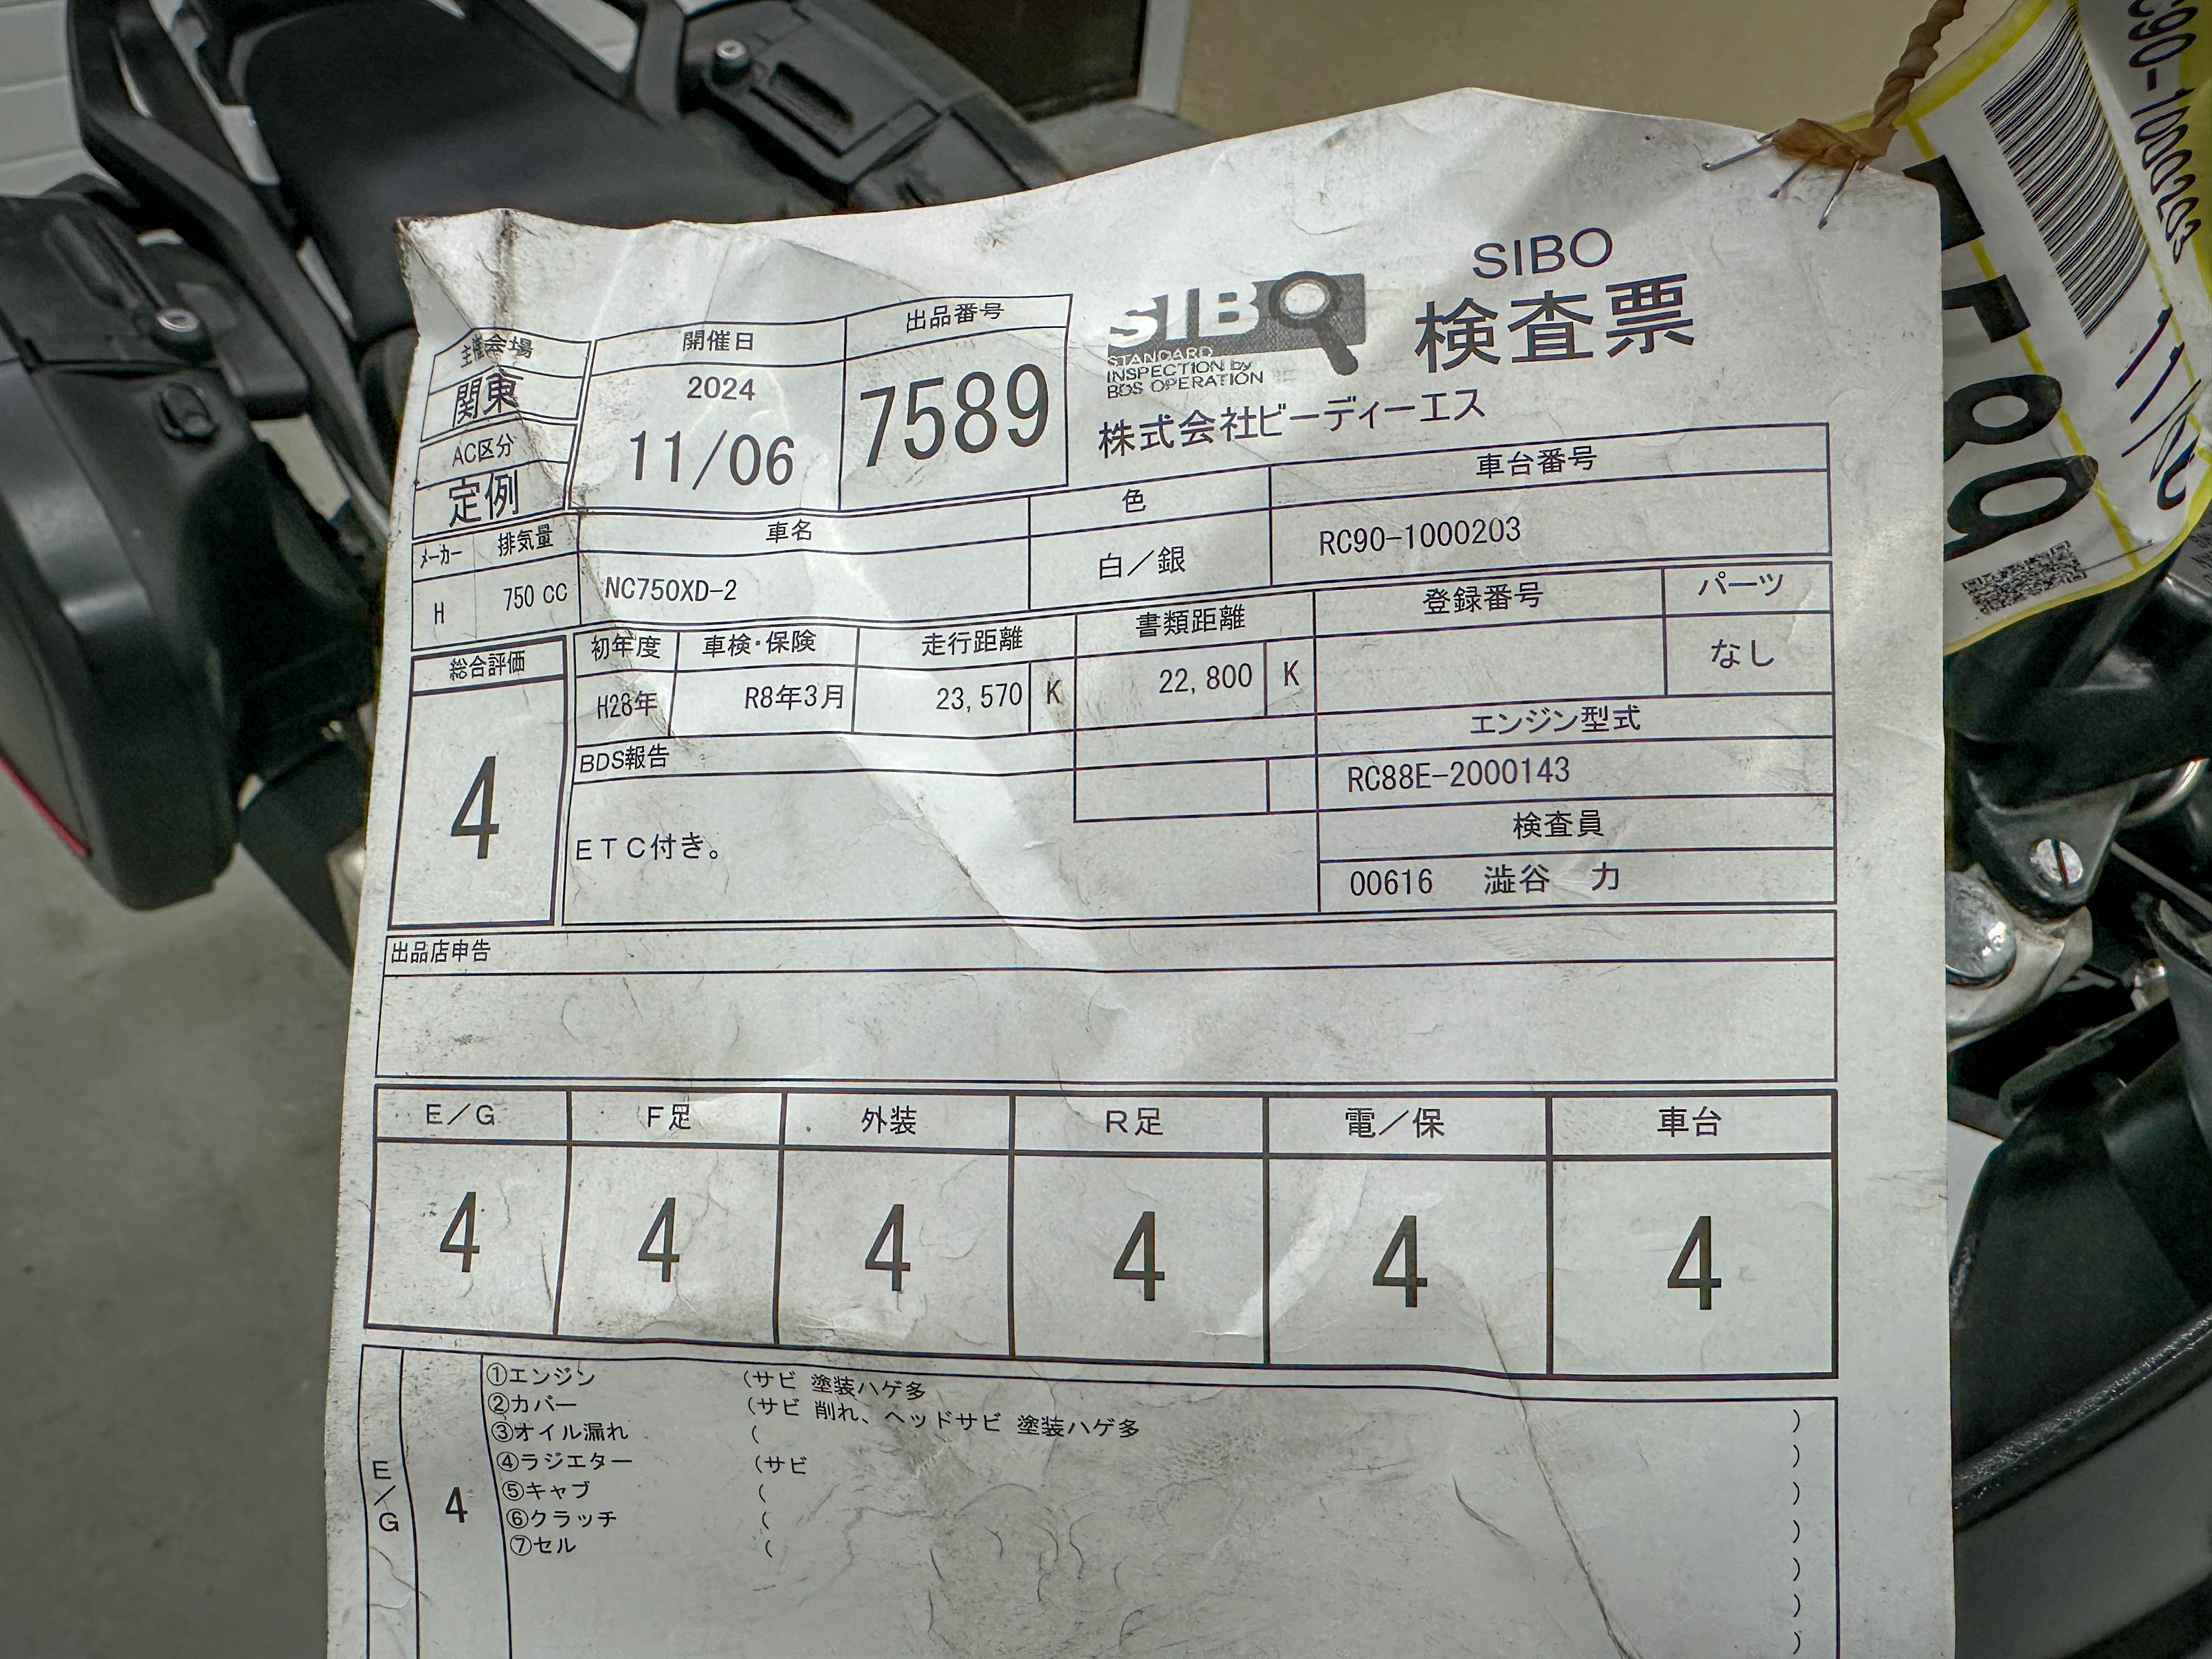 SIBO
検査票
SIBO
STANDARD
INSPECTION by
BDS OPERATION
株式会社ビーディーエス
主催会場
関東
AC区分
定例
開催日
2024
11/06
出品番号
7589
メーカー 排気量 車名 色 車台番号
H 750 CC NC750XD-2 白／銀 RC90-1000203
総合評価
4
初年度 車検・保険 走行距離 書類距離 登録番号 パーツ
H28年 R8年3月 23,570 K 22,800 K なし
BDS報告
ETC付き。
エンジン型式
RC88E-2000143
検査員
00616 澁谷 力
出品店申告
E／G F足 外装 R足 電／保 車台
4 4 4 4 4 4
E／G
4
①エンジン (サビ 塗装ハゲ多 )
②カバー (サビ 削れ、ヘッドサビ 塗装ハゲ多 )
③オイル漏れ ( )
④ラジエター (サビ )
⑤キャブ ( )
⑥クラッチ ( )
⑦セル ( )
C90-1000203